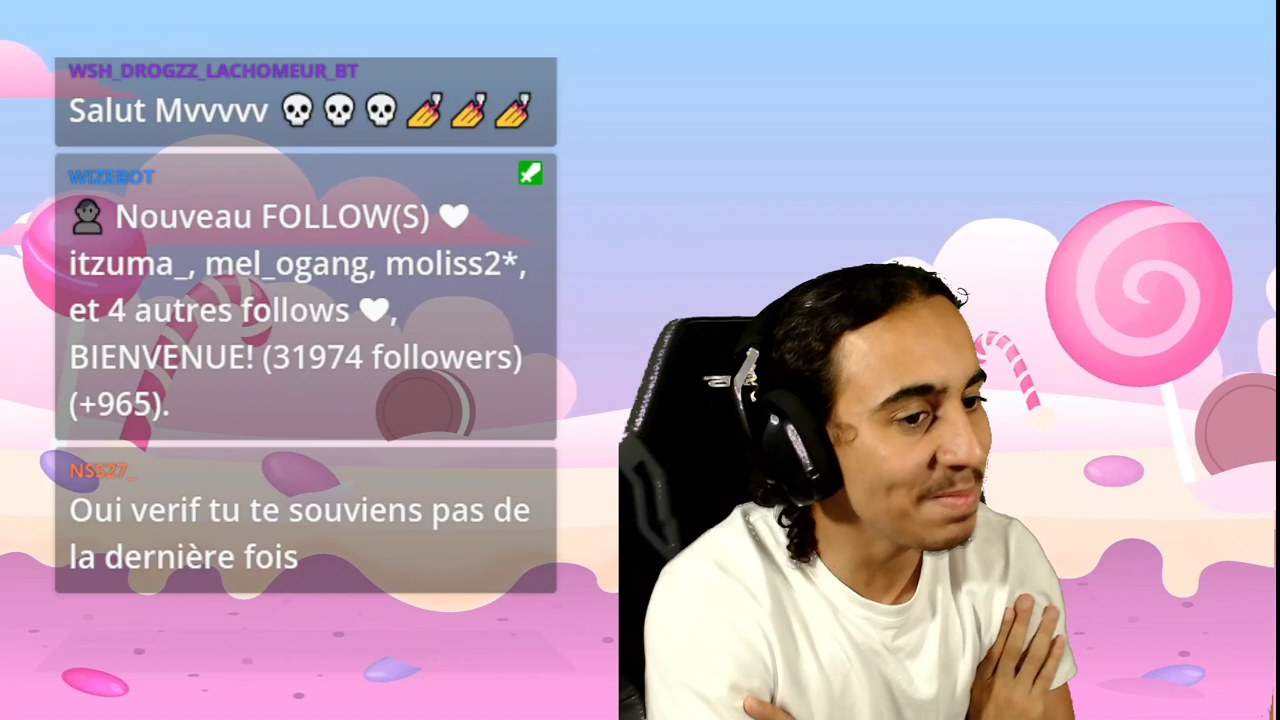 WSH_DROGZZ_LACHOMEUR_BT
Salut Mvvvvv 💀 💀 💀 💅 💅 💅
WIZEBOT
👤 Nouveau FOLLOW(S) 🤍
itzuma_, mel_ogang, moliss2*,
et 4 autres follows 🤍,
BIENVENUE! (31974 followers)
(+965).
NSS27_
Oui verif tu te souviens pas de
la dernière fois